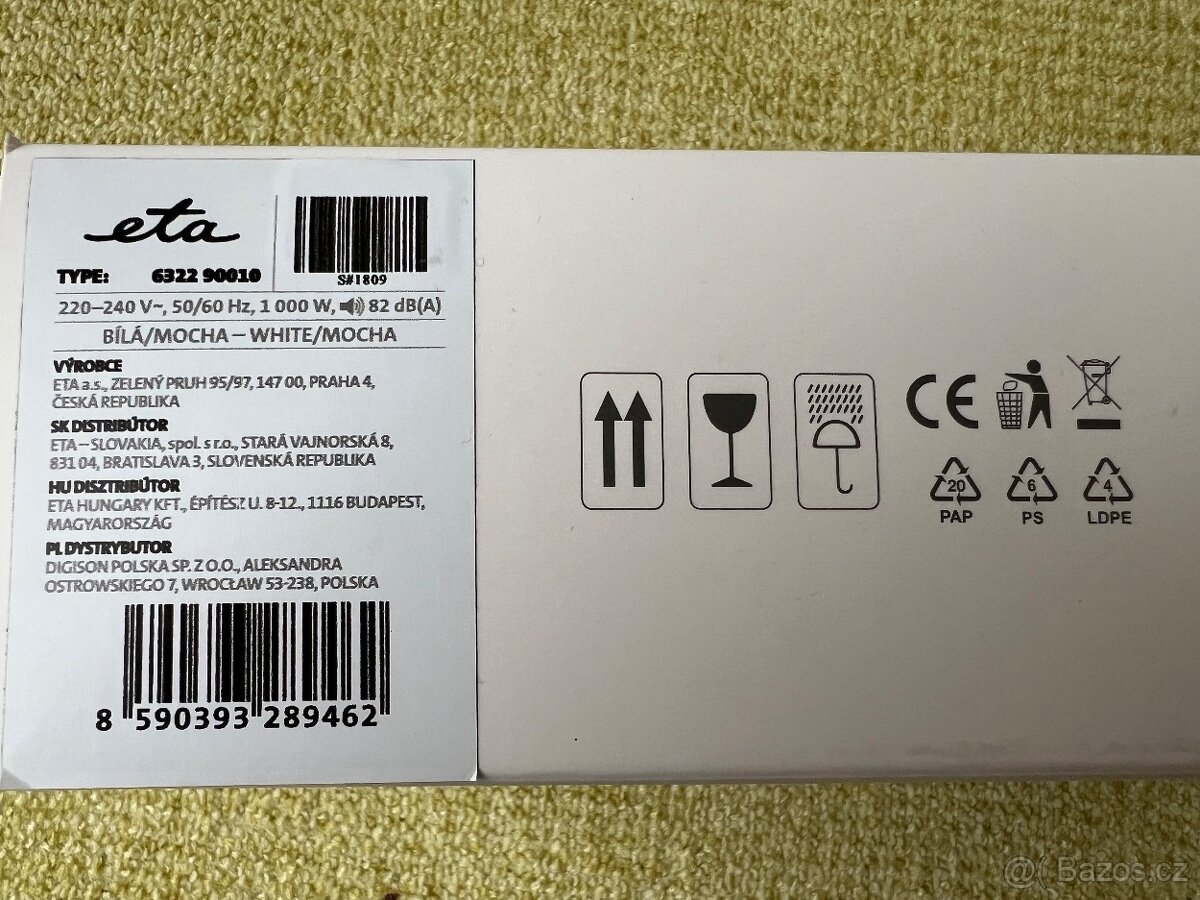 eta
S#1809
TYPE: 6322 90010
220–240 V~, 50/60 Hz, 1 000 W, 82 dB(A)
BÍLÁ/MOCHA – WHITE/MOCHA
VÝROBCE
ETA a.s., ZELENÝ PRUH 95/97, 147 00, PRAHA 4,
ČESKÁ REPUBLIKA
SK DISTRIBÚTOR
ETA – SLOVAKIA, spol. s r.o., STARÁ VAJNORSKÁ 8,
831 04, BRATISLAVA 3, SLOVENSKÁ REPUBLIKA
HU DISZTRIBÚTOR
ETA HUNGARY KFT., ÉPÍTÉSZ U. 8-12., 1116 BUDAPEST,
MAGYARORSZÁG
PL DYSTRYBUTOR
DIGISON POLSKA SP. Z O.O., ALEKSANDRA
OSTROWSKIEGO 7, WROCŁAW 53-238, POLSKA
8 590393 289462
CE
20 6 4
PAP PS LDPE
Bazos.cz